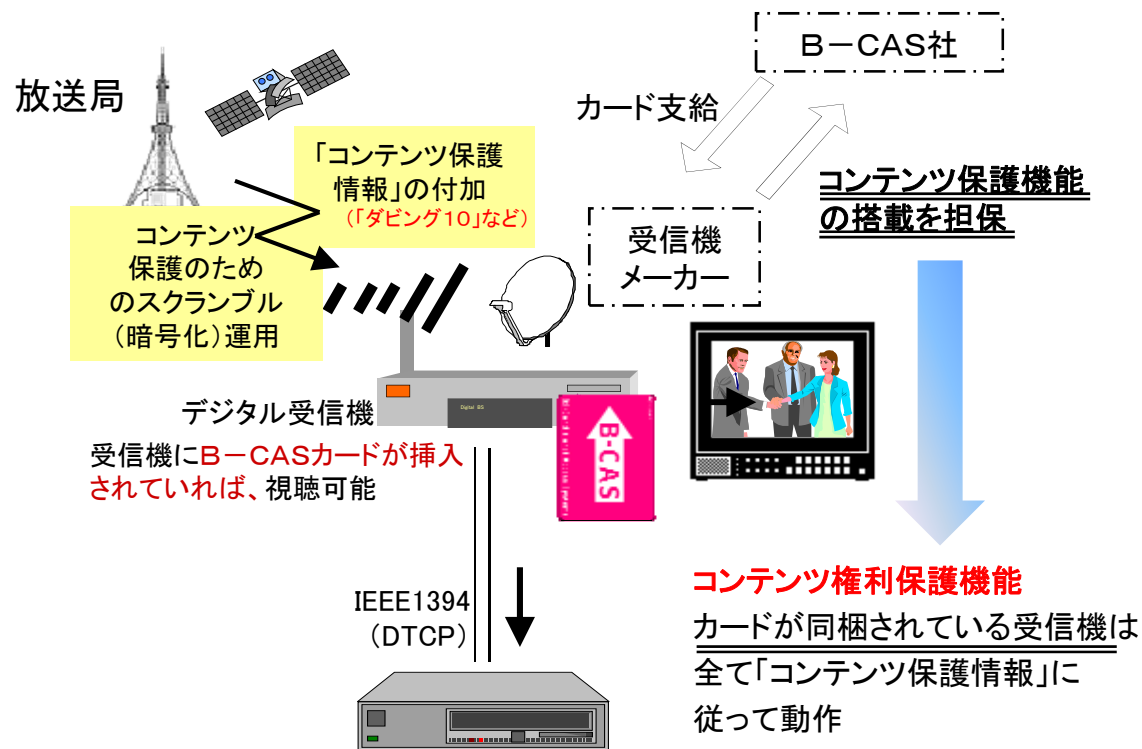 B-CAS社
放送局
カード支給
「コンテンツ保護
情報」の付加
(「ダビング10」など)
コンテンツ保護機能
の搭載を担保
コンテンツ
保護のため
のスクランブル
(暗号化)運用
受信機
メーカー
Digital BS
デジタル受信機
受信機にB-CASカードが挿入
されていれば、視聴可能
B-CAS
IEEE1394
(DTCP)
コンテンツ権利保護機能
カードが同梱されている受信機は
全て「コンテンツ保護情報」に
従って動作